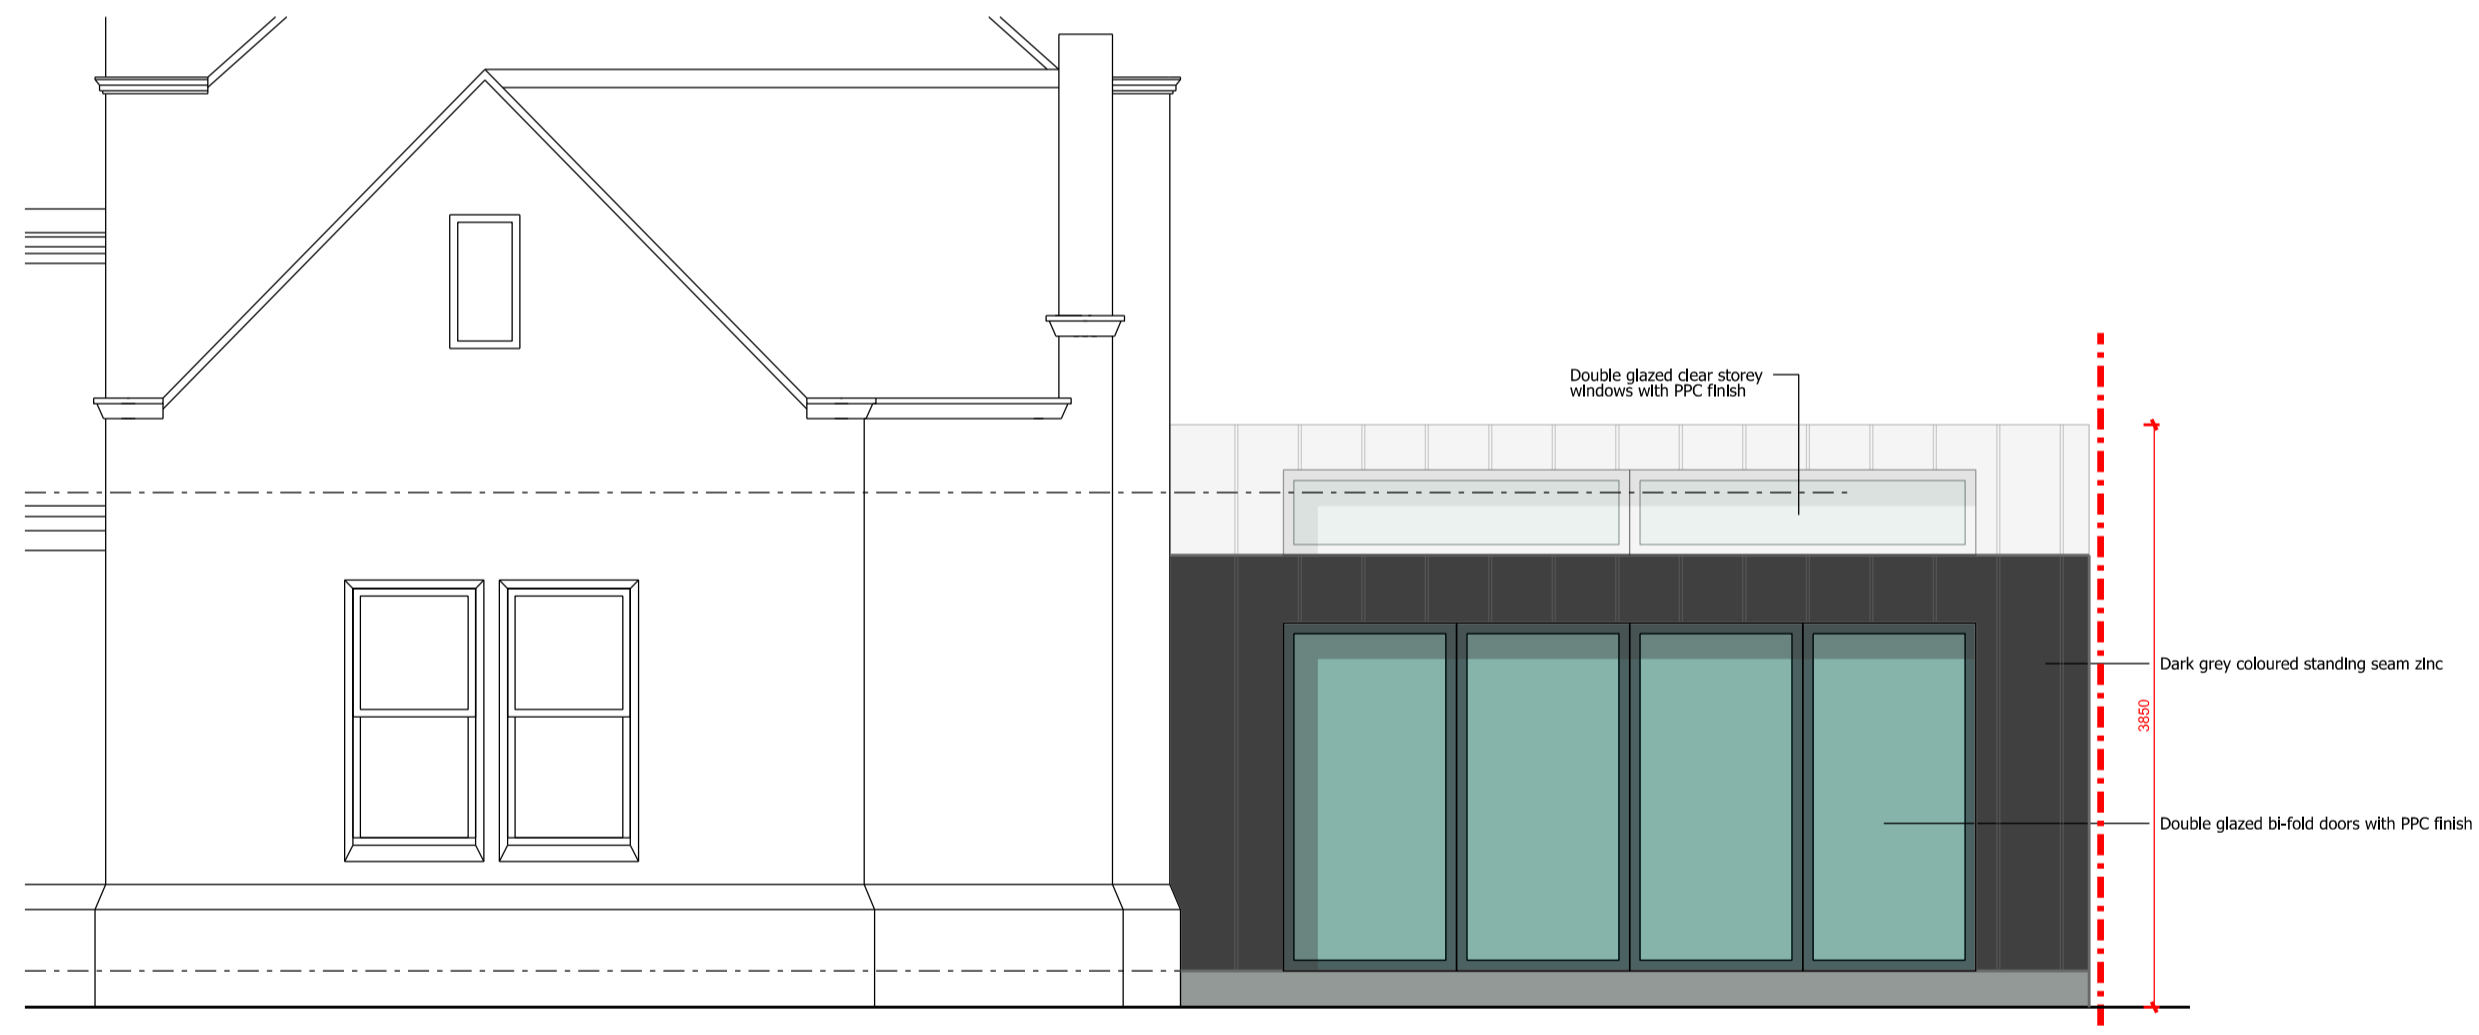 Double glazed clear storey
windows with PPC finish
Dark grey coloured standing seam zinc
3850
Double glazed bi-fold doors with PPC finish